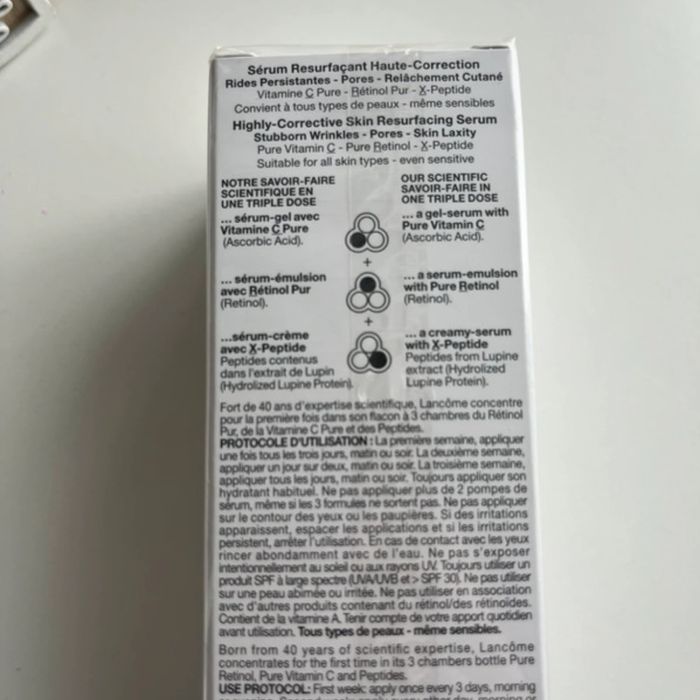 Sérum Resurfaçant Haute-Correction
Rides Persistantes - Pores - Relâchement Cutané
Vitamine C Pure - Rétinol Pur - X-Peptide
Convient à tous types de peaux - même sensibles
Highly-Corrective Skin Resurfacing Serum
Stubborn Wrinkles - Pores - Skin Laxity
Pure Vitamin C - Pure Retinol - X-Peptide
Suitable for all skin types - even sensitive
NOTRE SAVOIR-FAIRE
SCIENTIFIQUE EN
UNE TRIPLE DOSE
... sérum-gel avec
Vitamine C Pure
(Ascorbic Acid).
+
... sérum-émulsion
avec Rétinol Pur
(Retinol).
+
...sérum-crème
avec X-Peptide
Peptides contenus
dans l'extrait de Lupin
(Hydrolized Lupine Protein).
OUR SCIENTIFIC
SAVOIR-FAIRE IN
ONE TRIPLE DOSE
... a gel-serum with
Pure Vitamin C
(Ascorbic Acid).
... a serum-emulsion
with Pure Retinol
(Retinol).
... a creamy-serum
with X-Peptide
Peptides from Lupine
extract (Hydrolized
Lupine Protein).
Fort de 40 ans d'expertise scientifique, Lancôme concentre
pour la première fois dans son flacon à 3 chambres du Rétinol
Pur, de la Vitamine C Pure et des Peptides.
PROTOCOLE D'UTILISATION : La première semaine, appliquer
une fois tous les trois jours, matin ou soir. La deuxième semaine,
appliquer un jour sur deux, matin ou soir. La troisième semaine,
appliquer tous les jours, matin ou soir. Toujours appliquer son
hydratant habituel. Ne pas appliquer plus de 2 pompes de
sérum, même si les 3 formules ne sortent pas. Ne pas appliquer
sur le contour des yeux ou les paupières. Si des irritations
apparaissent, espacer les applications et si les irritations
persistent, arrêter l'utilisation. En cas de contact avec les yeux
rincer abondamment avec de l'eau. Ne pas s'exposer
intentionnellement au soleil ou aux rayons UV. Toujours utiliser un
produit SPF à large spectre (UVA/UVB et > SPF 30). Ne pas utiliser
sur une peau abimée ou irritée. Ne pas utiliser en association
avec d'autres produits contenant du rétinol/des rétinoïdes.
Contient de la vitamine A. Tenir compte de votre apport quotidien
avant utilisation. Tous types de peaux - même sensibles.
Born from 40 years of scientific expertise, Lancôme
concentrates for the first time in its 3 chambers bottle Pure
Retinol, Pure Vitamin C and Peptides.
USE PROTOCOL: First week: apply once every 3 days, morning